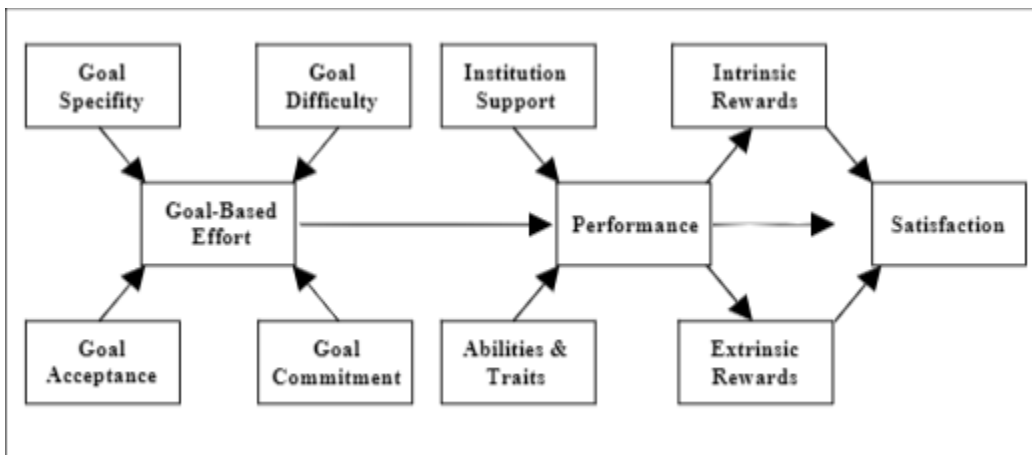 Goal
Specifity
Goal
Difficulty
Institution
Support
Intrinsic
Rewards
Goal-Based
Effort
Performance
Satisfaction
Goal
Acceptance
Goal
Commitment
Abilities &
Traits
Extrinsic
Rewards